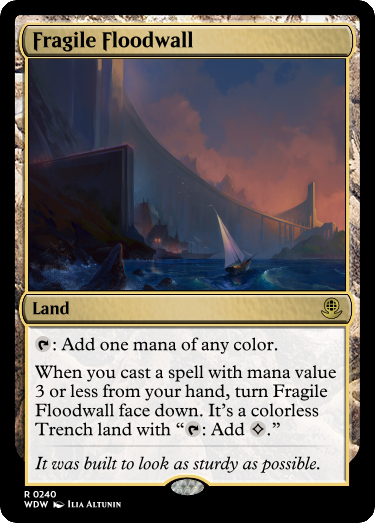 Fragile Floodwall
Land
: Add one mana of any color.
When you cast a spell with mana value
3 or less from your hand, turn Fragile
Floodwall face down. It's a colorless
Trench land with “: Add .”
It was built to look as sturdy as possible.
R 0240
WDW Ilia Altunin